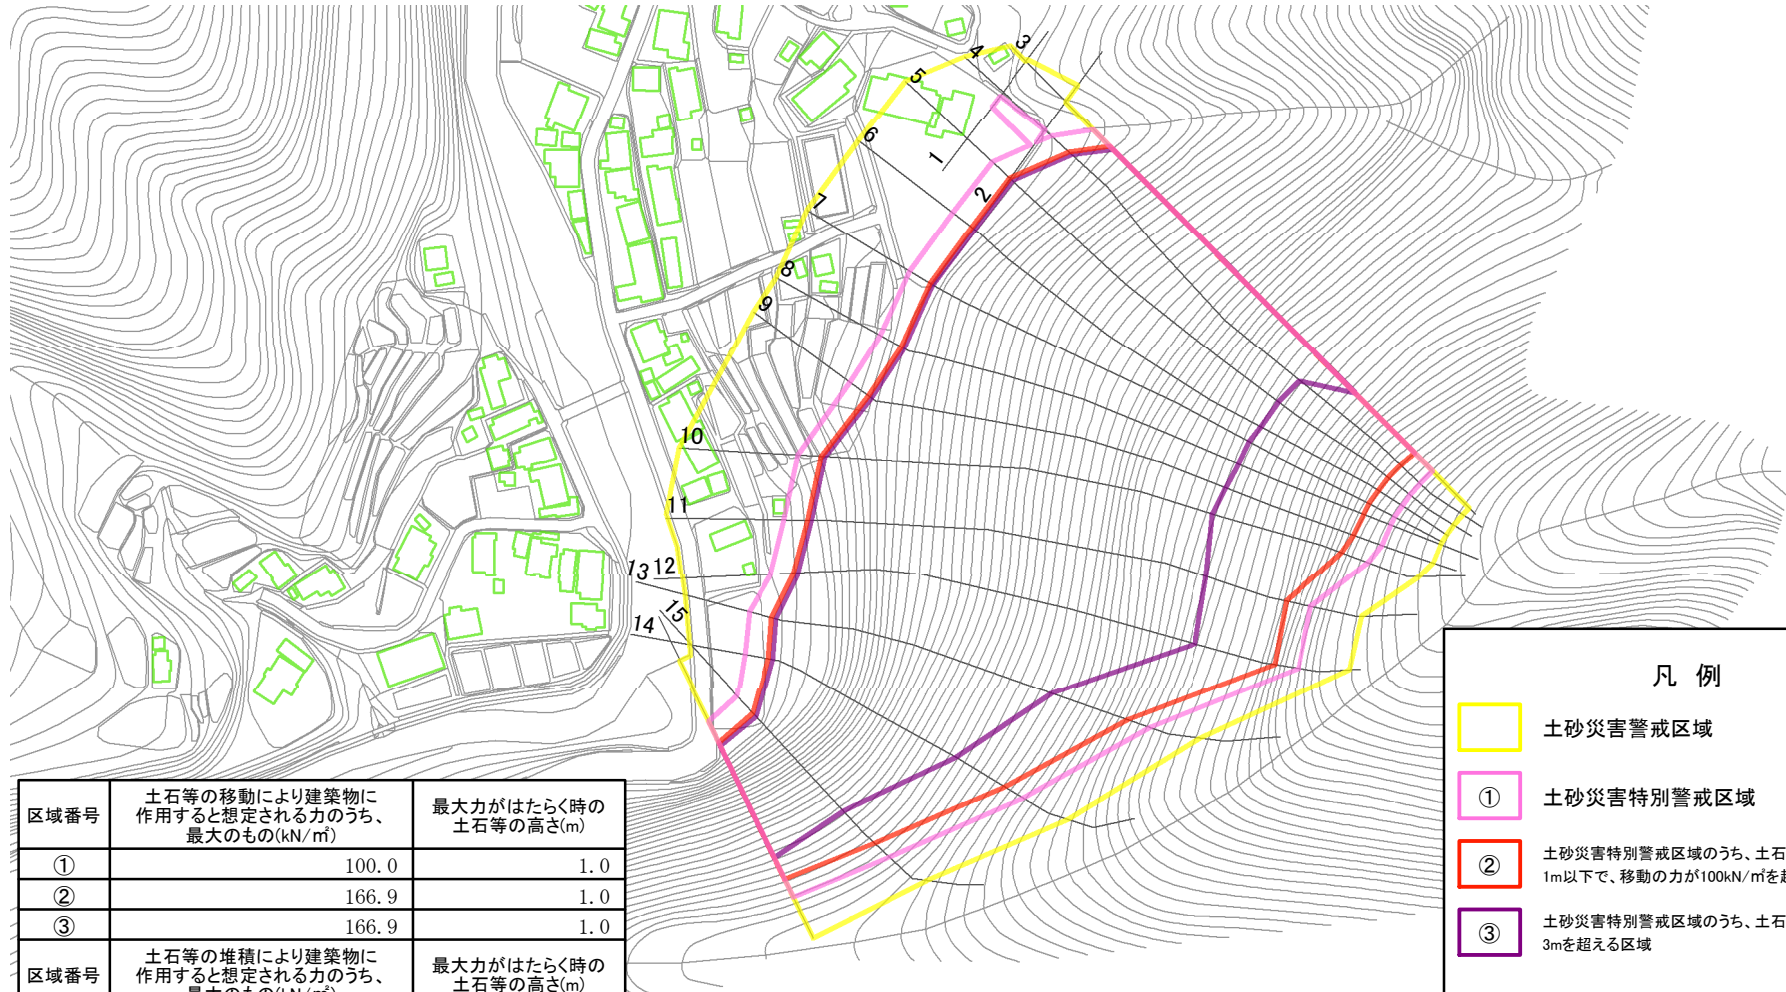 3
4
5
6
1
2
7
8
9
10
11
12
13
15
14
凡 例
土砂災害警戒区域
① 土砂災害特別警戒区域
② 土砂災害特別警戒区域のうち、土石
1m以下で、移動の力が100kN/㎡を
③ 土砂災害特別警戒区域のうち、土石
3mを超える区域
区域番号 土石等の移動により建築物に 最大力がはたらく時の
作用すると想定される力のうち、 土石等の高さ(m)
最大のもの(kN/㎡)
① 100.0 1.0
② 166.9 1.0
③ 166.9 1.0
区域番号 土石等の堆積により建築物に 最大力がはたらく時の
作用すると想定される力のうち、 土石等の高さ(m)
最大のもの(kN/㎡)